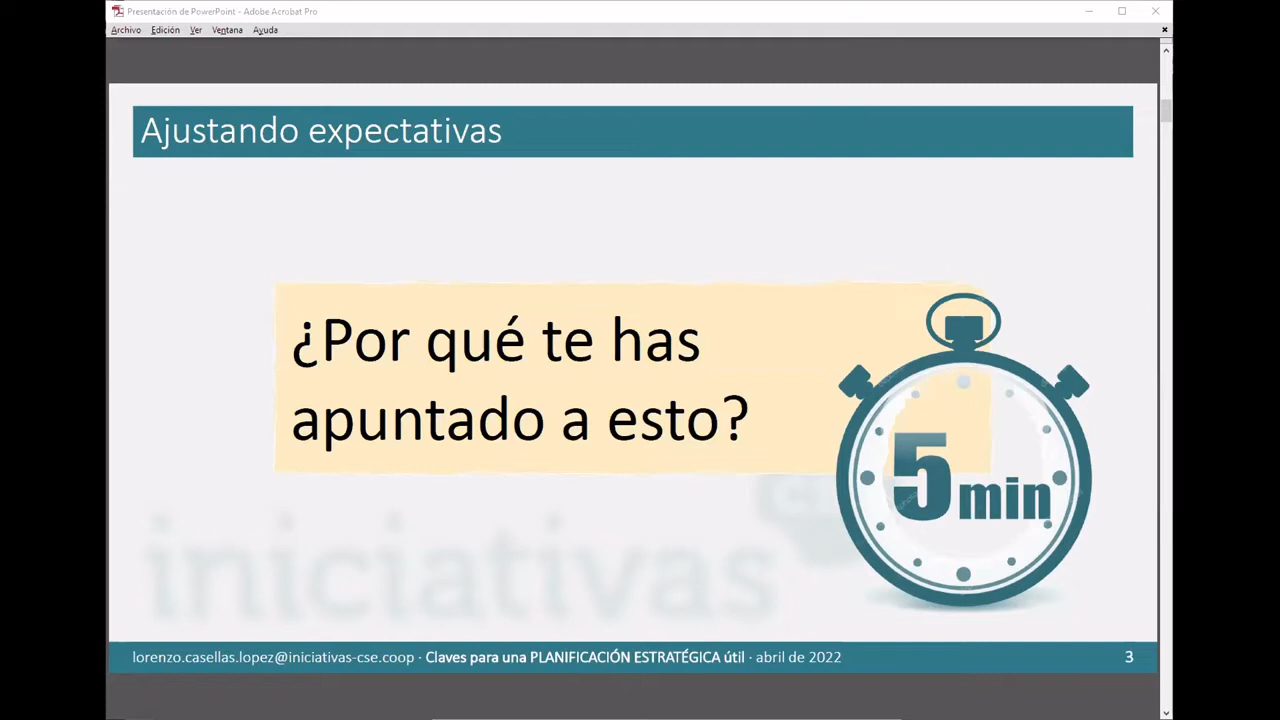 Presentación de PowerPoint - Adobe Acrobat Pro
Archivo Edición Ver Ventana Ayuda
Ajustando expectativas
¿Por qué te has
apuntado a esto?
5 min
iniciativas
lorenzo.casellas.lopez@iniciativas-cse.coop · Claves para una PLANIFICACIÓN ESTRATÉGICA útil · abril de 2022
3